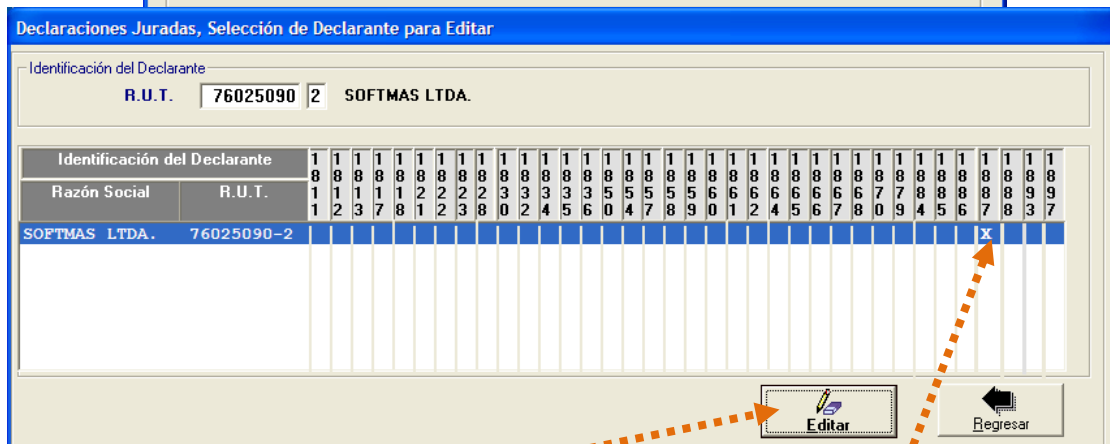 Declaraciones Juradas, Selección de Declarante para Editar
Identificación del Declarante
R.U.T. 76025090 2 SOFTMAS LTDA.
Identificación del Declarante
Razón Social R.U.T. 1811 1812 1813 1817 1818 1821 1822 1823 1828 1830 1832 1834 1835 1836 1850 1854 1857 1858 1859 1860 1861 1862 1864 1865 1866 1867 1868 1870 1879 1884 1885 1886 1887 1888 1893 1897
SOFTMAS LTDA. 76025090-2 X
Editar Regresar